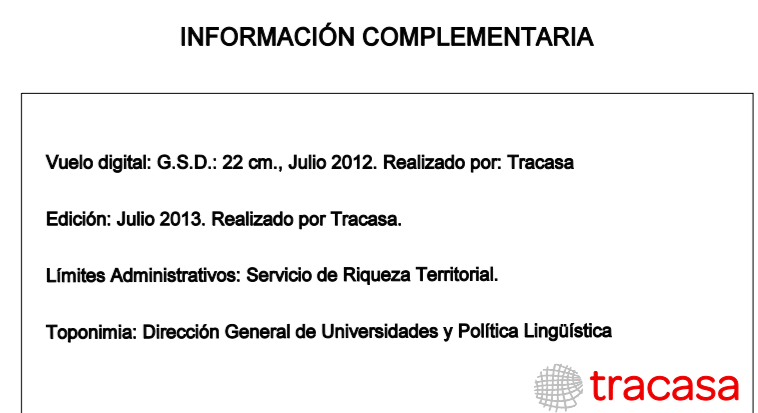 INFORMACIÓN COMPLEMENTARIA
Vuelo digital: G.S.D.: 22 cm., Julio 2012. Realizado por: Tracasa
Edición: Julio 2013. Realizado por Tracasa.
Límites Administrativos: Servicio de Riqueza Territorial.
Toponimia: Dirección General de Universidades y Política Lingüística
tracasa